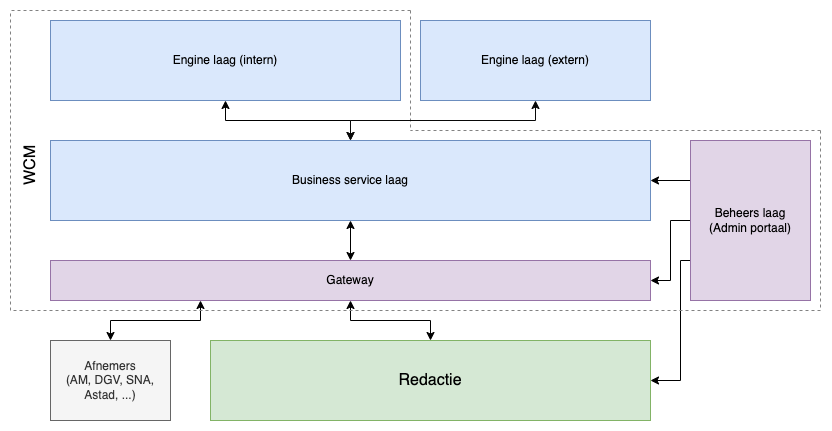 Engine laag (intern)
Engine laag (extern)
WCM
Business service laag
Beheers laag
(Admin portaal)
Gateway
Afnemers
(AM, DGV, SNA,
Astad, ...)
Redactie